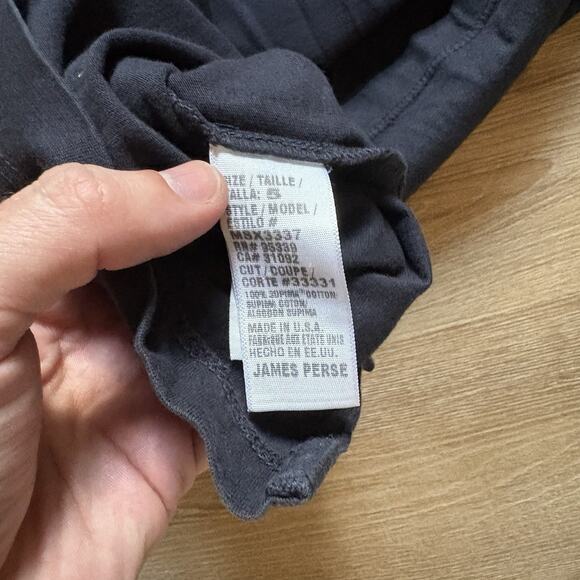 SIZE / TAILLE /
TALLA: 5
STYLE / MODEL /
ESTILO #
MSX3337
RN# 95339
CA# 31092
CUT / COUPE /
CORTE #33331
100% SUPIMA® COTTON
SUPIMA COTON
ALGODON SUPIMA
MADE IN U.S.A.
FABRIQUE AUX ETATS UNIS
HECHO EN EE.UU.
JAMES PERSE